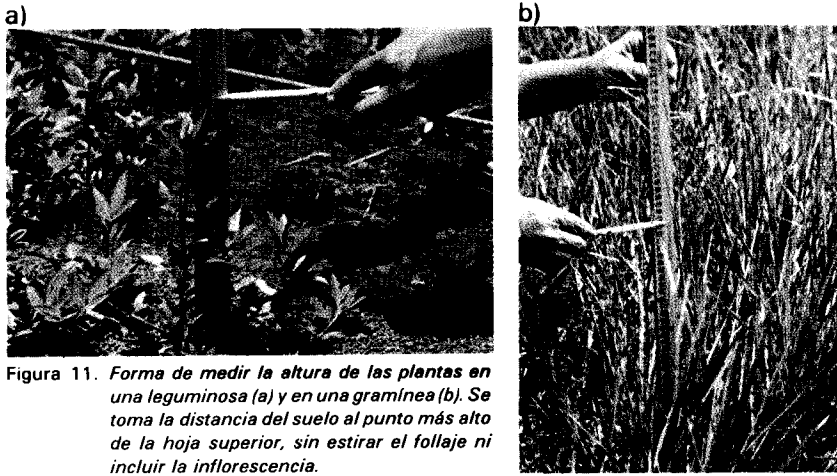 a)
b)
Figura 11. Forma de medir la altura de las plantas en
una leguminosa (a) y en una gramínea (b). Se
toma la distancia del suelo al punto más alto
de la hoja superior, sin estirar el follaje ni
incluir la inflorescencia.